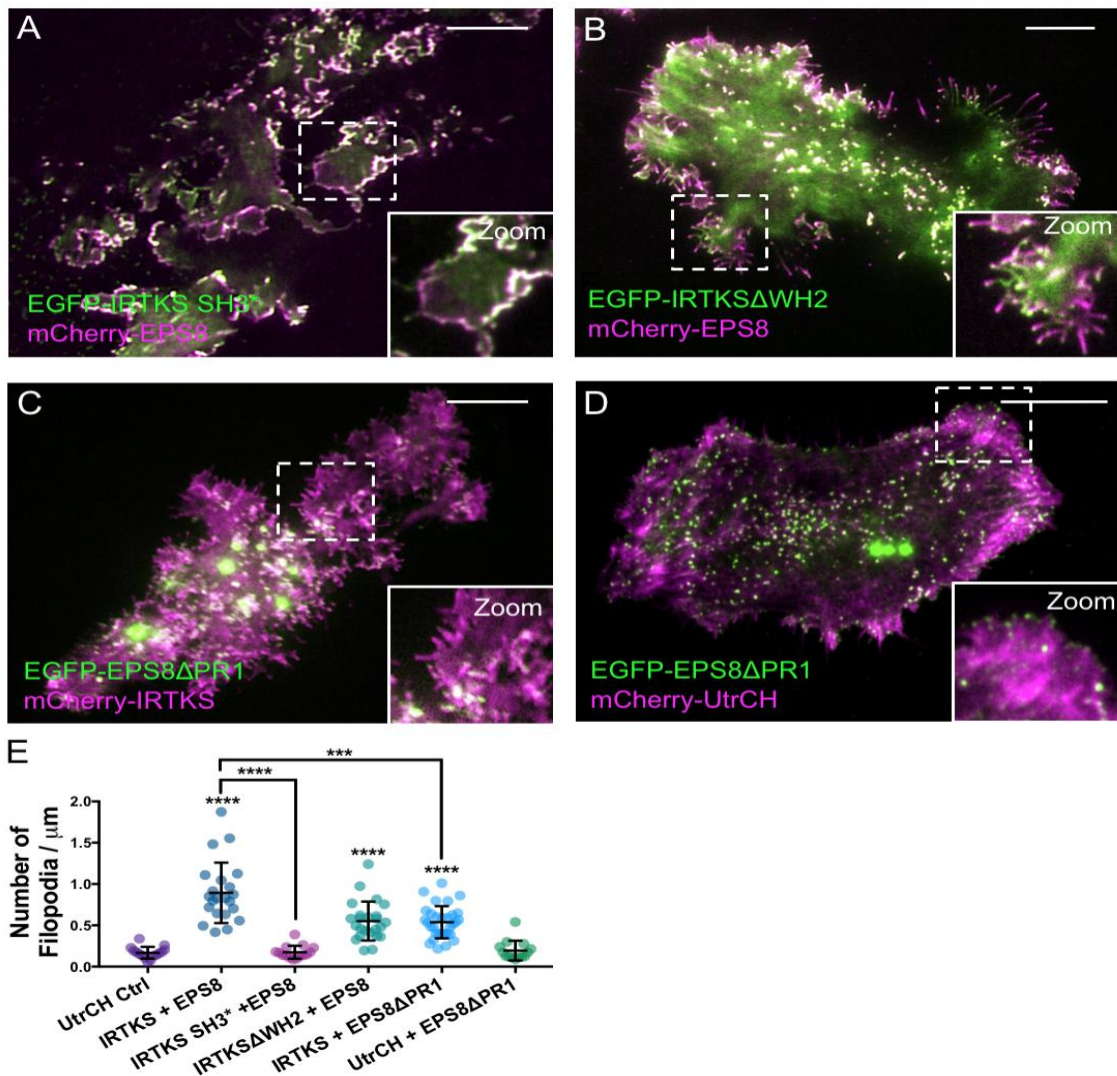 A
EGFP-IRTKS SH3*
mCherry-EPS8
Zoom
B
EGFP-IRTKSΔWH2
mCherry-EPS8
Zoom
C
EGFP-EPS8ΔPR1
mCherry-IRTKS
Zoom
D
EGFP-EPS8ΔPR1
mCherry-UtrCH
Zoom
E
***
****
****
****
****
Number of
Filopodia / μm
2.0
1.5
1.0
0.5
0.0
UtrCH Ctrl
IRTKS + EPS8
IRTKS SH3* +EPS8
IRTKSΔWH2 + EPS8
IRTKS + EPS8ΔPR1
UtrCH + EPS8ΔPR1